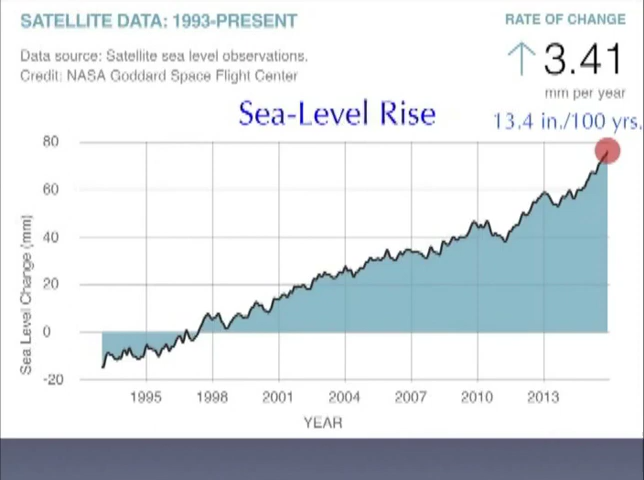 SATELLITE DATA: 1993-PRESENT
Data source: Satellite sea level observations.
Credit: NASA Goddard Space Flight Center
RATE OF CHANGE
↑ 3.41
mm per year
13.4 in./100 yrs.
Sea-Level Rise
Sea Level Change (mm)
80
60
40
20
0
-20
1995 1998 2001 2004 2007 2010 2013
YEAR